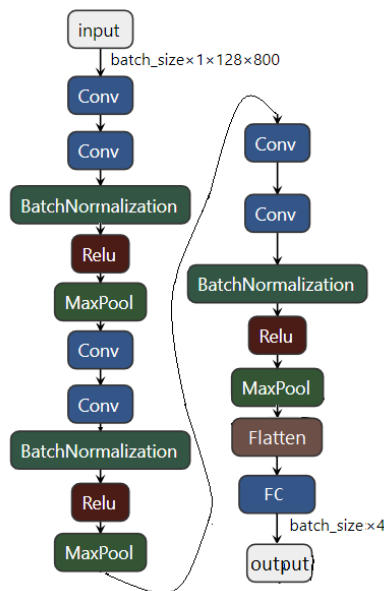 input
batch_size×1×128×800
Conv
Conv
BatchNormalization
Relu
MaxPool
Conv
Conv
BatchNormalization
Relu
MaxPool
Conv
Conv
BatchNormalization
Relu
MaxPool
Flatten
FC
batch_size×4
output